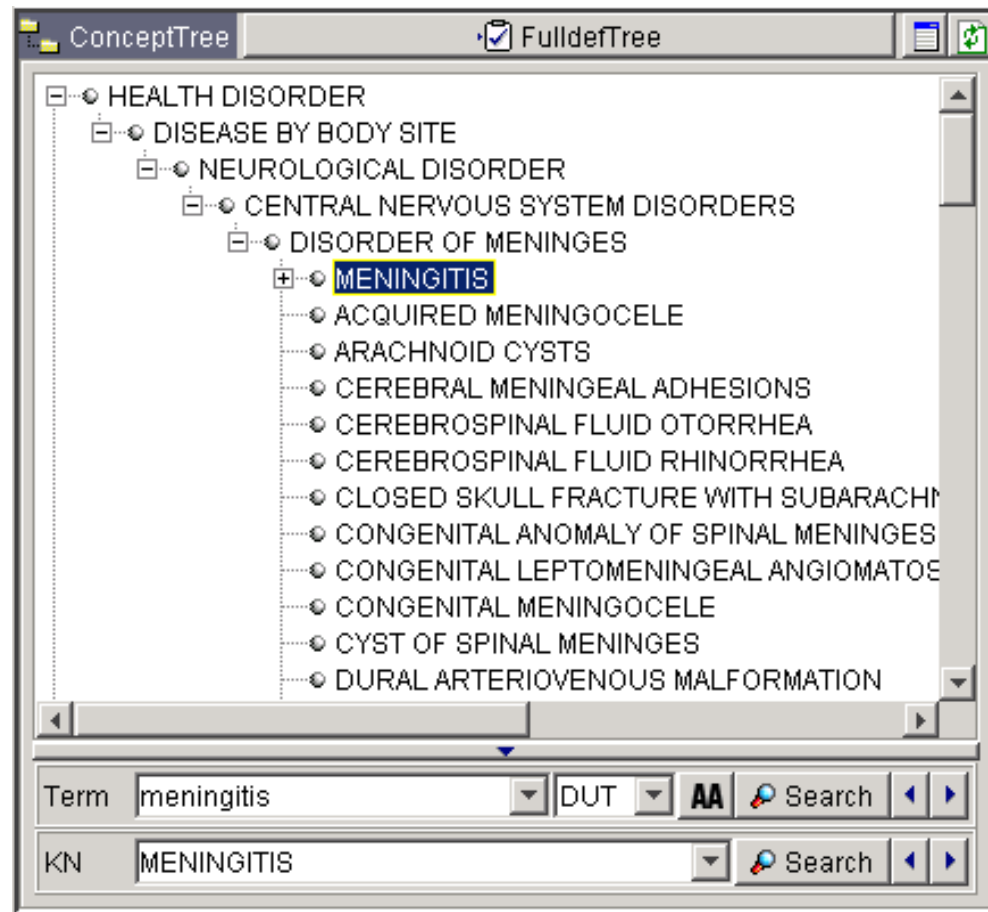 ConceptTree FulldefTree
HEALTH DISORDER
DISEASE BY BODY SITE
NEUROLOGICAL DISORDER
CENTRAL NERVOUS SYSTEM DISORDERS
DISORDER OF MENINGES
MENINGITIS
ACQUIRED MENINGOCELE
ARACHNOID CYSTS
CEREBRAL MENINGEAL ADHESIONS
CEREBROSPINAL FLUID OTORRHEA
CEREBROSPINAL FLUID RHINORRHEA
CLOSED SKULL FRACTURE WITH SUBARACHN
CONGENITAL ANOMALY OF SPINAL MENINGES
CONGENITAL LEPTOMENINGEAL ANGIOMATOS
CONGENITAL MENINGOCELE
CYST OF SPINAL MENINGES
DURAL ARTERIOVENOUS MALFORMATION
Term meningitis DUT AA Search
KN MENINGITIS Search